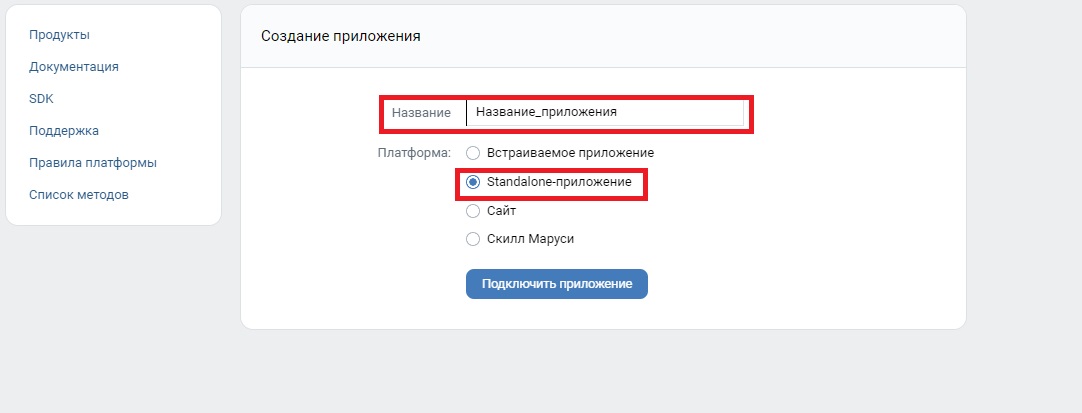 Продукты
Документация
SDK
Поддержка
Правила платформы
Список методов
Создание приложения
Название Название_приложения
Платформа: Встраиваемое приложение
Standalone-приложение
Сайт
Скилл Маруси
Подключить приложение